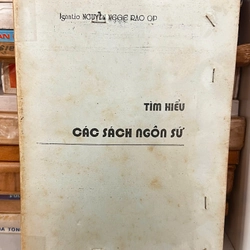 Ignatio NGUYỄN NGỌC RAO OP
TÌM HIỂU
CÁC SÁCH NGÔN SỨ